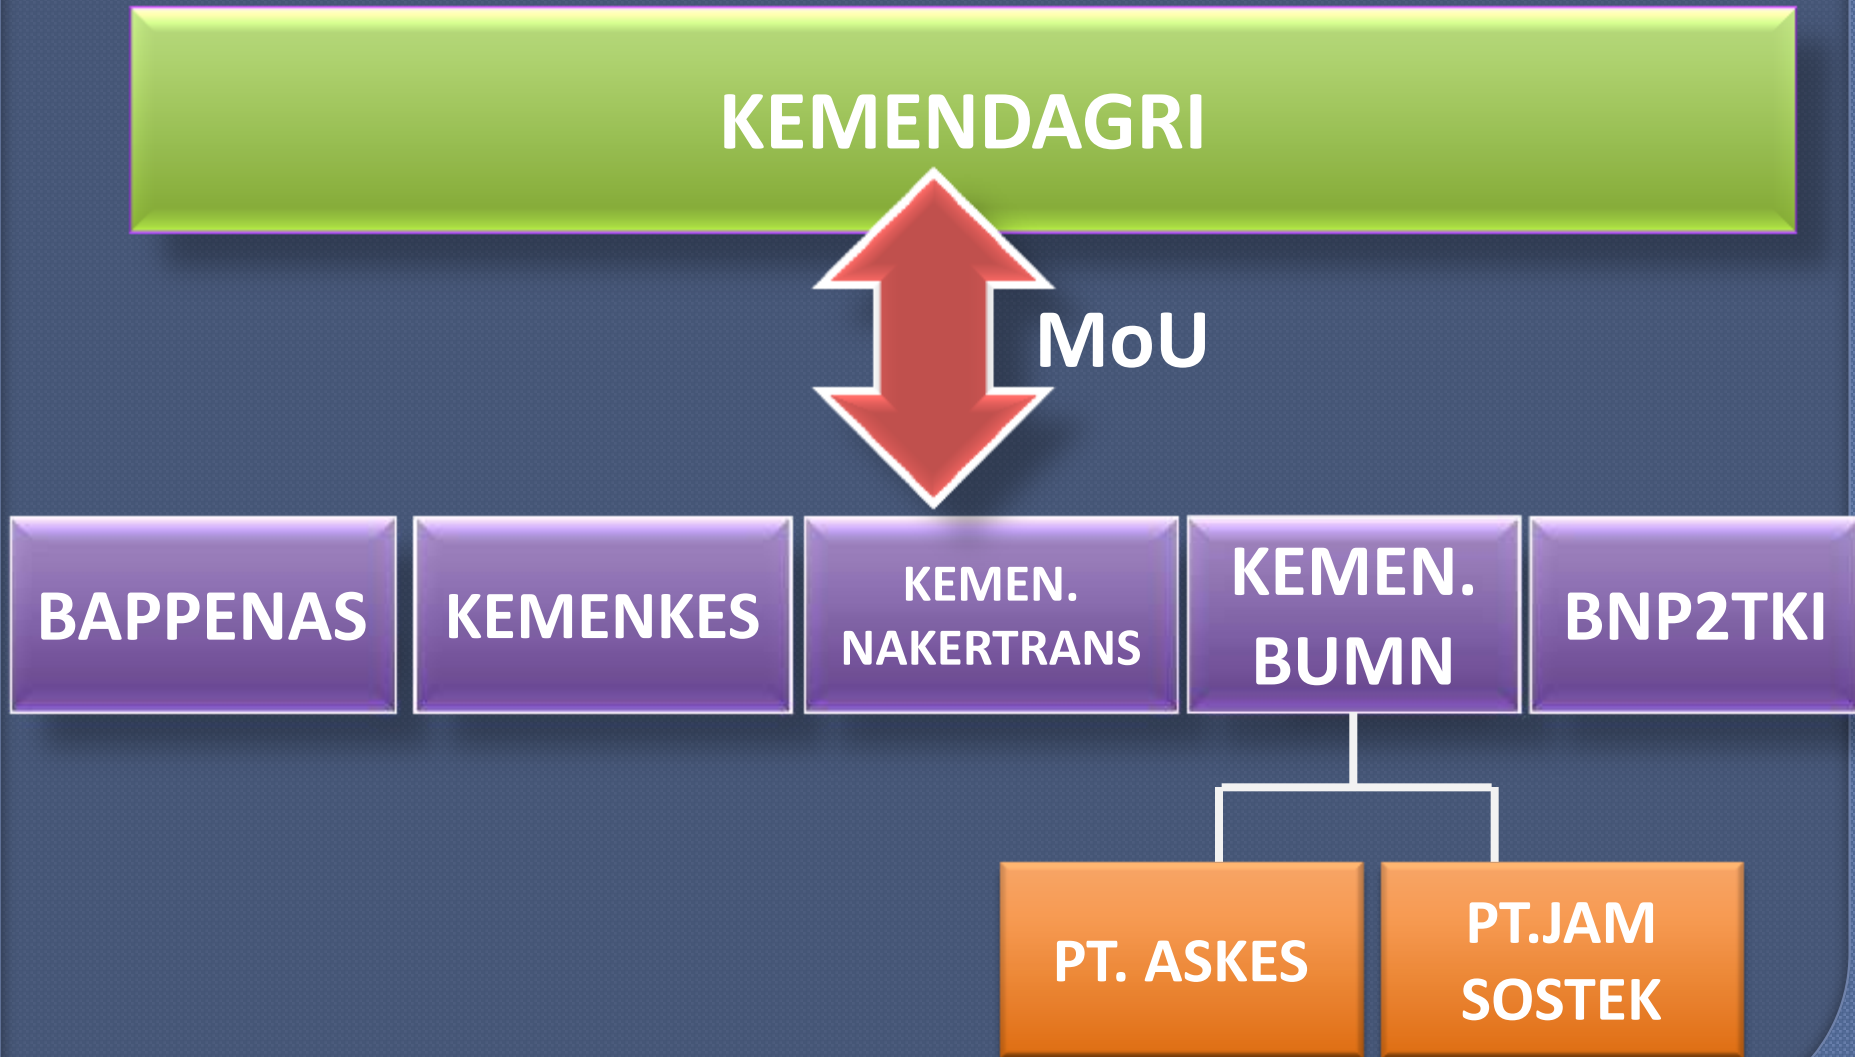 KEMENDAGRI
MoU
BAPPENAS
KEMENKES
KEMEN.
NAKERTRANS
KEMEN.
BUMN
BNP2TKI
PT. ASKES
PT.JAM
SOSTEK